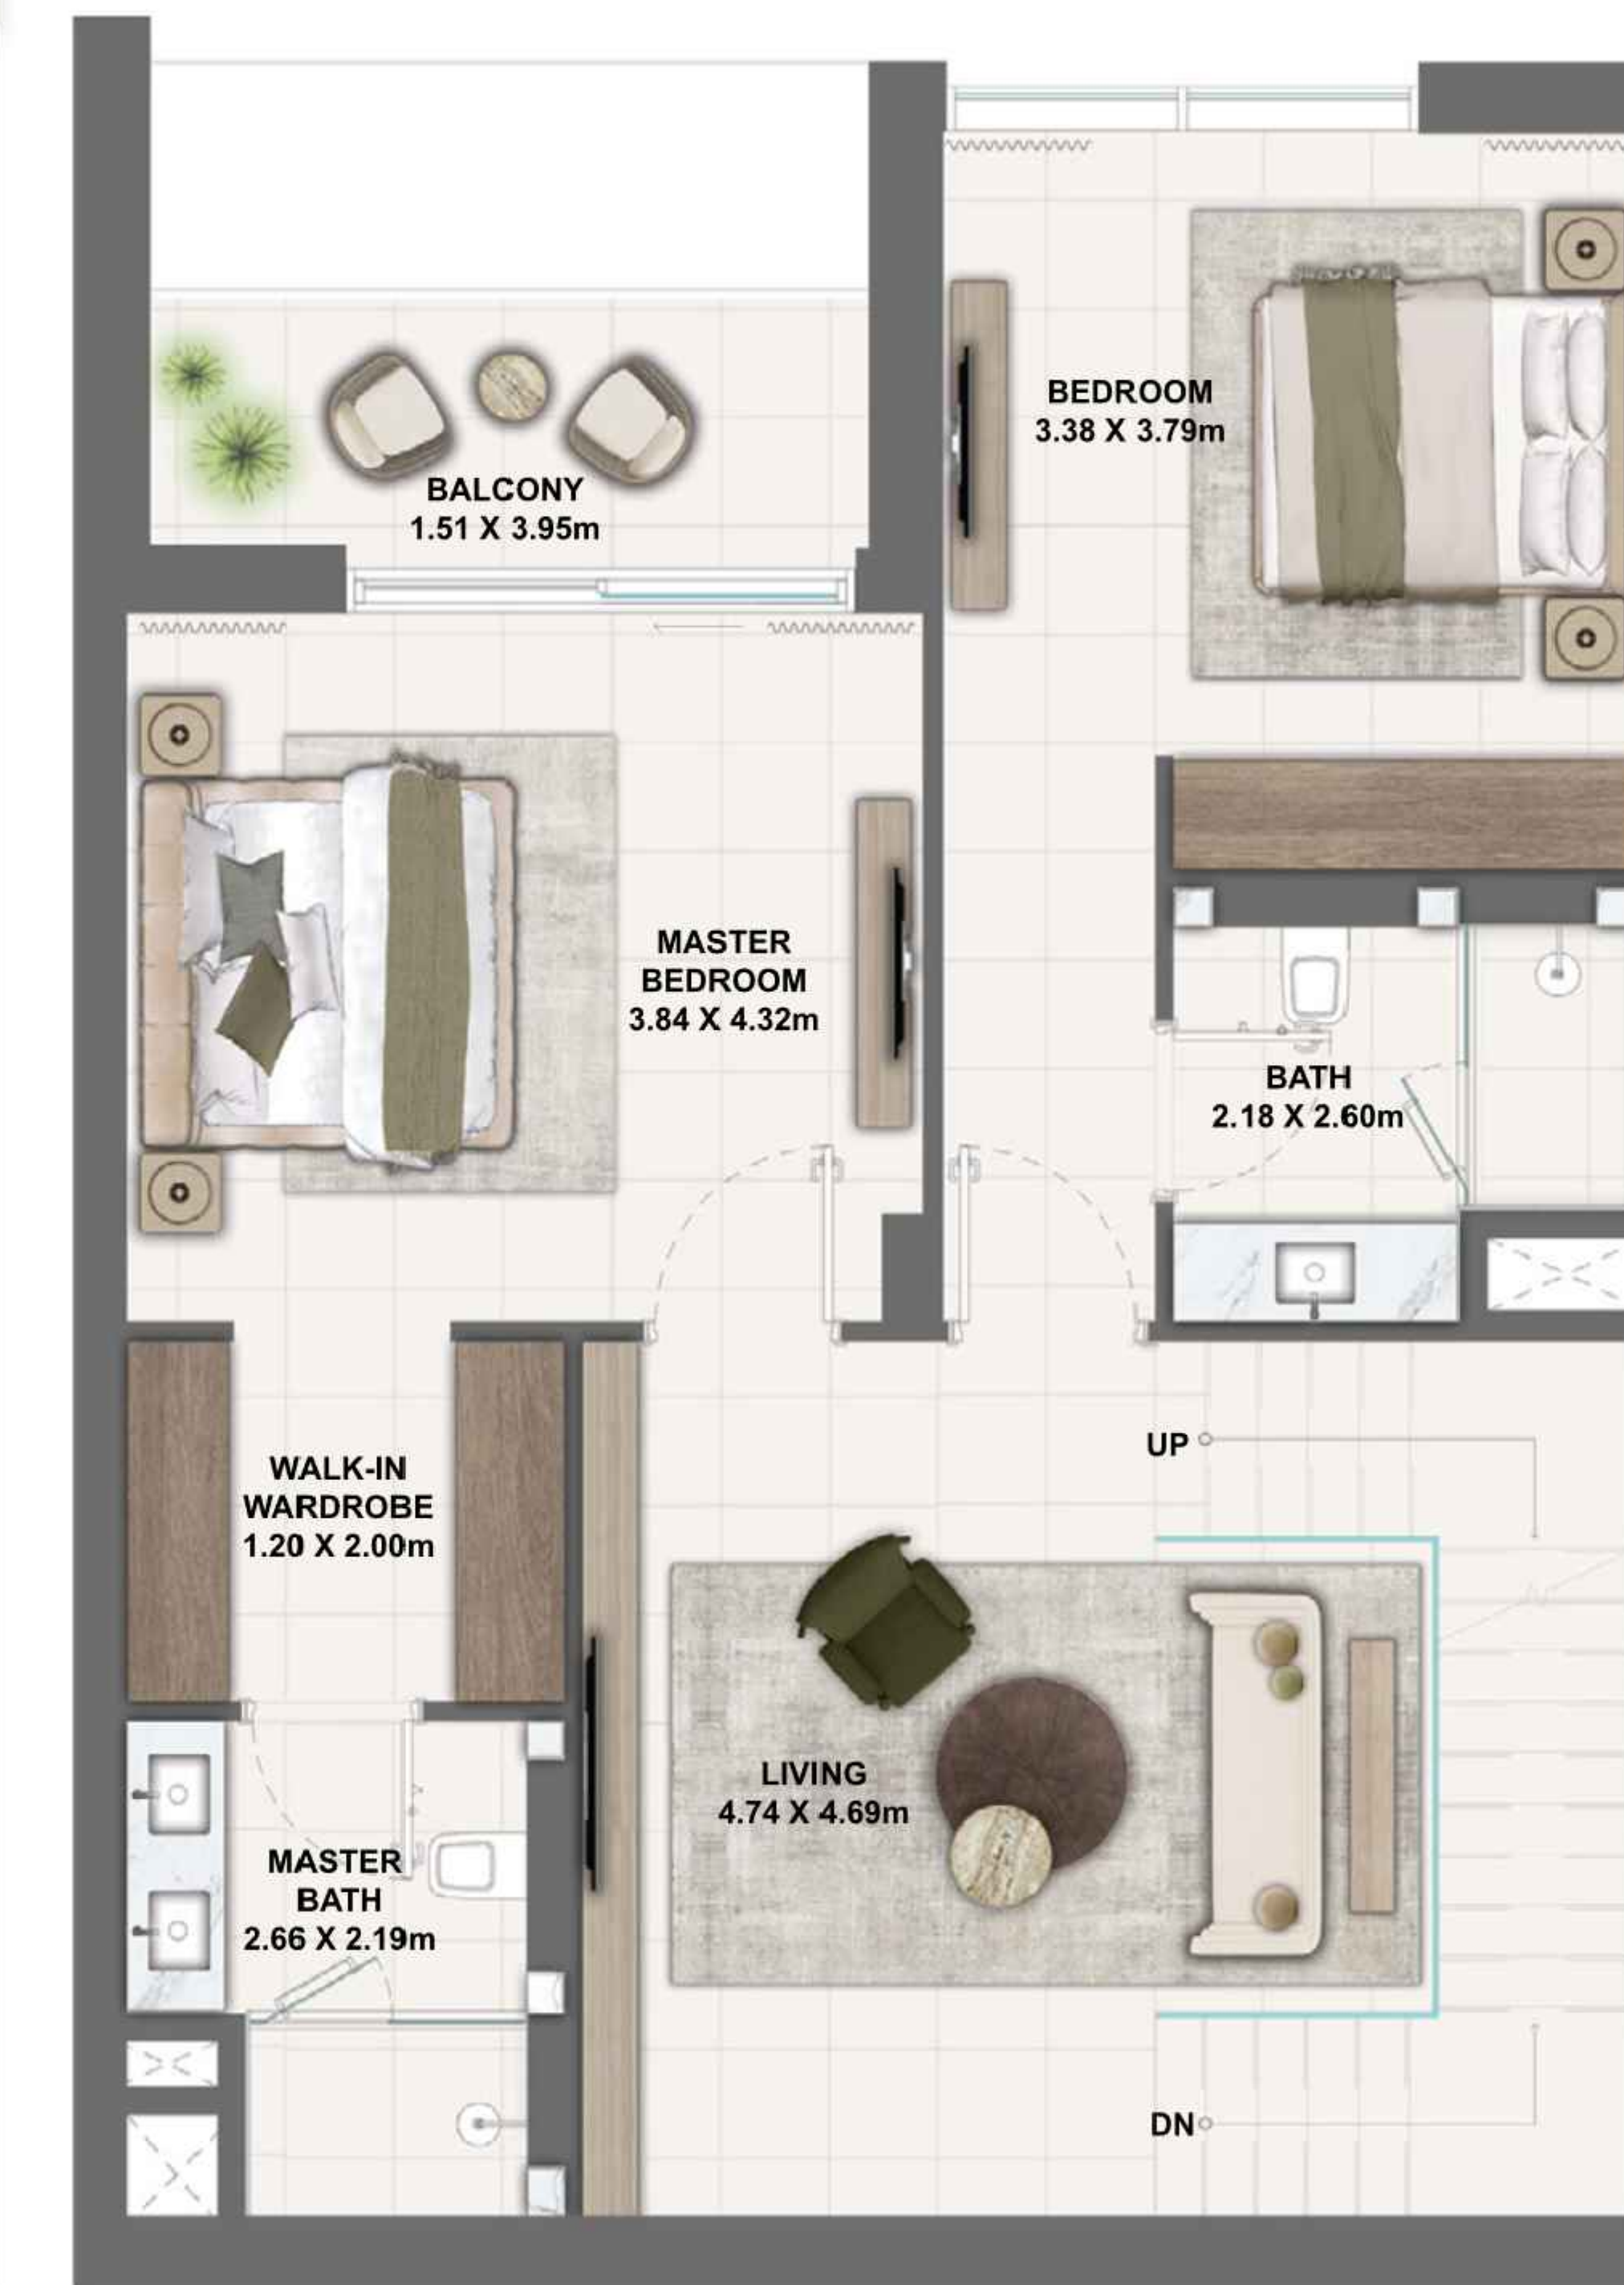 BEDROOM
3.38 X 3.79m
BALCONY
1.51 X 3.95m
MASTER
BEDROOM
3.84 X 4.32m
BATH
2.18 X 2.60m
UP
WALK-IN
WARDROBE
1.20 X 2.00m
LIVING
4.74 X 4.69m
MASTER
BATH
2.66 X 2.19m
DN